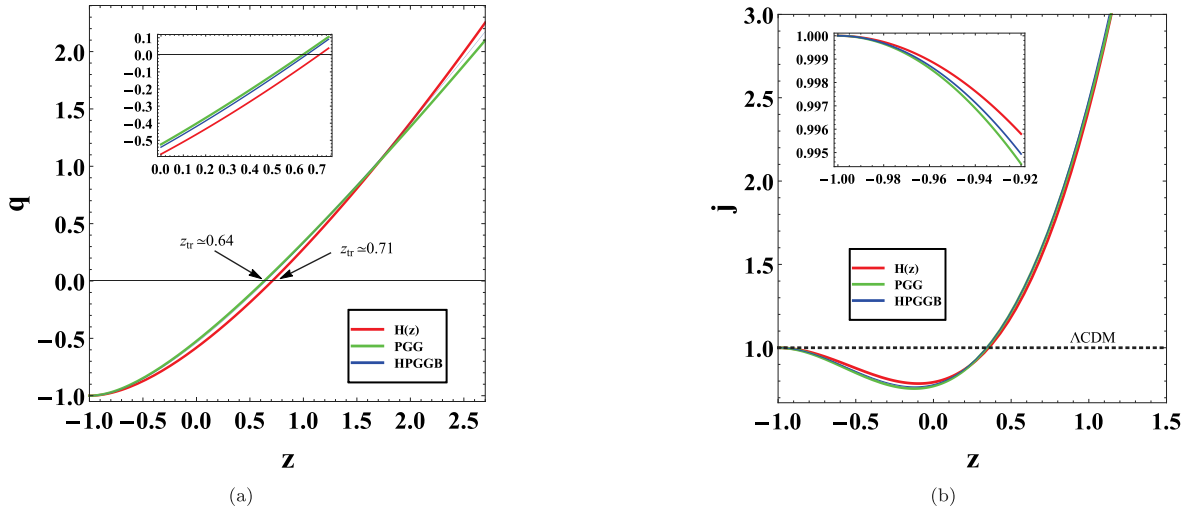 q
2.0
1.5
1.0
0.5
0.0
−0.5
−1.0
0.1
0.0
−0.1
−0.2
−0.3
−0.4
−0.5
0.0 0.1 0.2 0.3 0.4 0.5 0.6 0.7
ztr ≃0.64
ztr ≃0.71
H(z)
PGG
HPGGB
−1.0 −0.5 0.0 0.5 1.0 1.5 2.0 2.5
z
(a)
j
3.0
2.5
2.0
1.5
1.0
1.000
0.999
0.998
0.997
0.996
0.995
−1.00 −0.98 −0.96 −0.94 −0.92
H(z)
PGG
HPGGB
ΛCDM
−1.0 −0.5 0.0 0.5 1.0 1.5
z
(b)